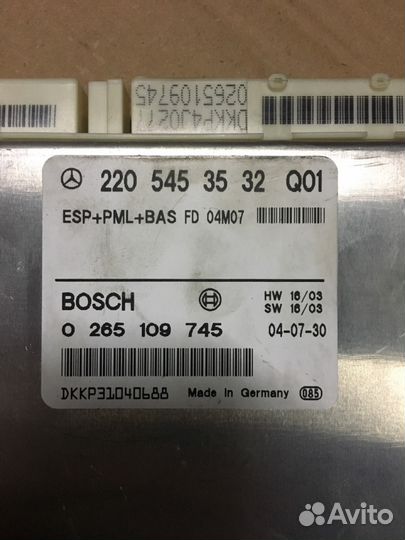 DKKP4J0277
0265109745
220 545 35 32 Q01
ESP+PML+BAS FD 04M07
BOSCH
HW 16/03
SW 16/03
0 265 109 745
04-07-30
DKKP31040688
Made in Germany
085
Avito